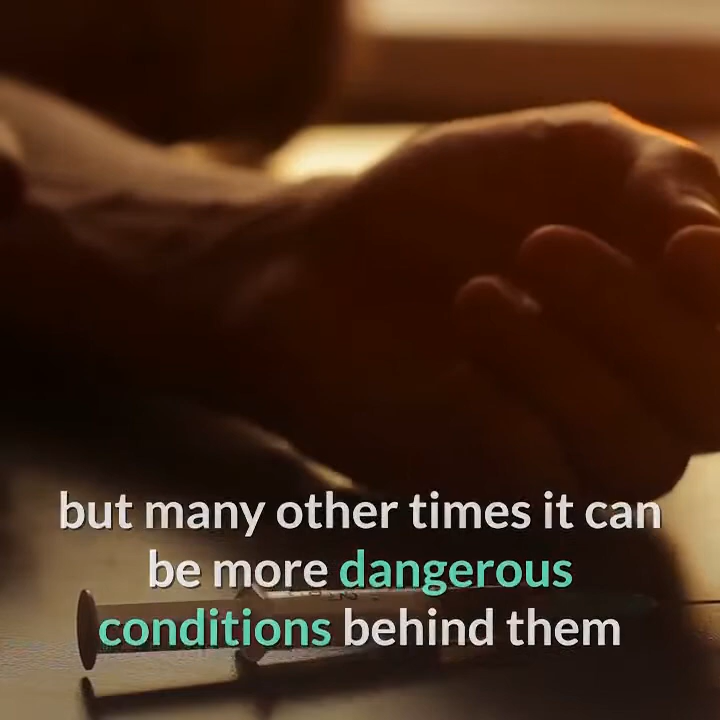 but many other times it can
be more dangerous
conditions behind them